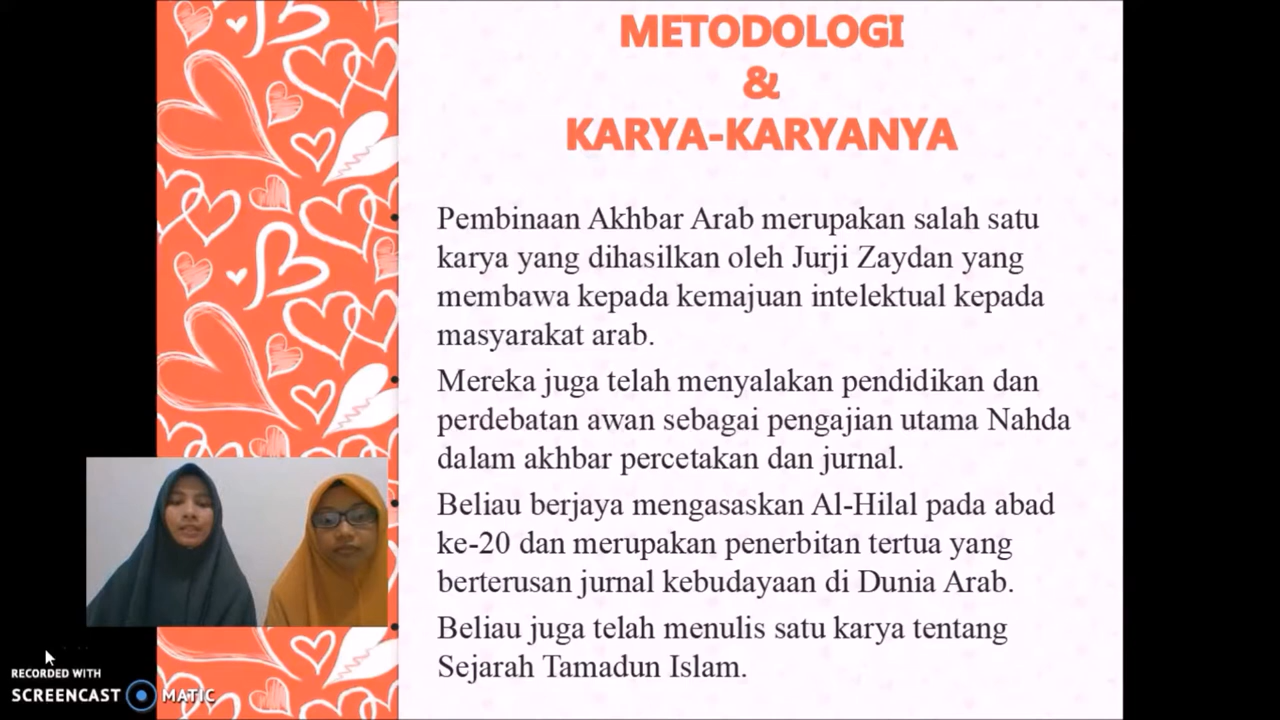 METODOLOGI
&
KARYA-KARYANYA
Pembinaan Akhbar Arab merupakan salah satu
karya yang dihasilkan oleh Jurji Zaydan yang
membawa kepada kemajuan intelektual kepada
masyarakat arab.
Mereka juga telah menyalakan pendidikan dan
perdebatan awan sebagai pengajian utama Nahda
dalam akhbar percetakan dan jurnal.
Beliau berjaya mengasaskan Al-Hilal pada abad
ke-20 dan merupakan penerbitan tertua yang
berterusan jurnal kebudayaan di Dunia Arab.
Beliau juga telah menulis satu karya tentang
Sejarah Tamadun Islam.
RECORDED WITH
SCREENCAST MATIC